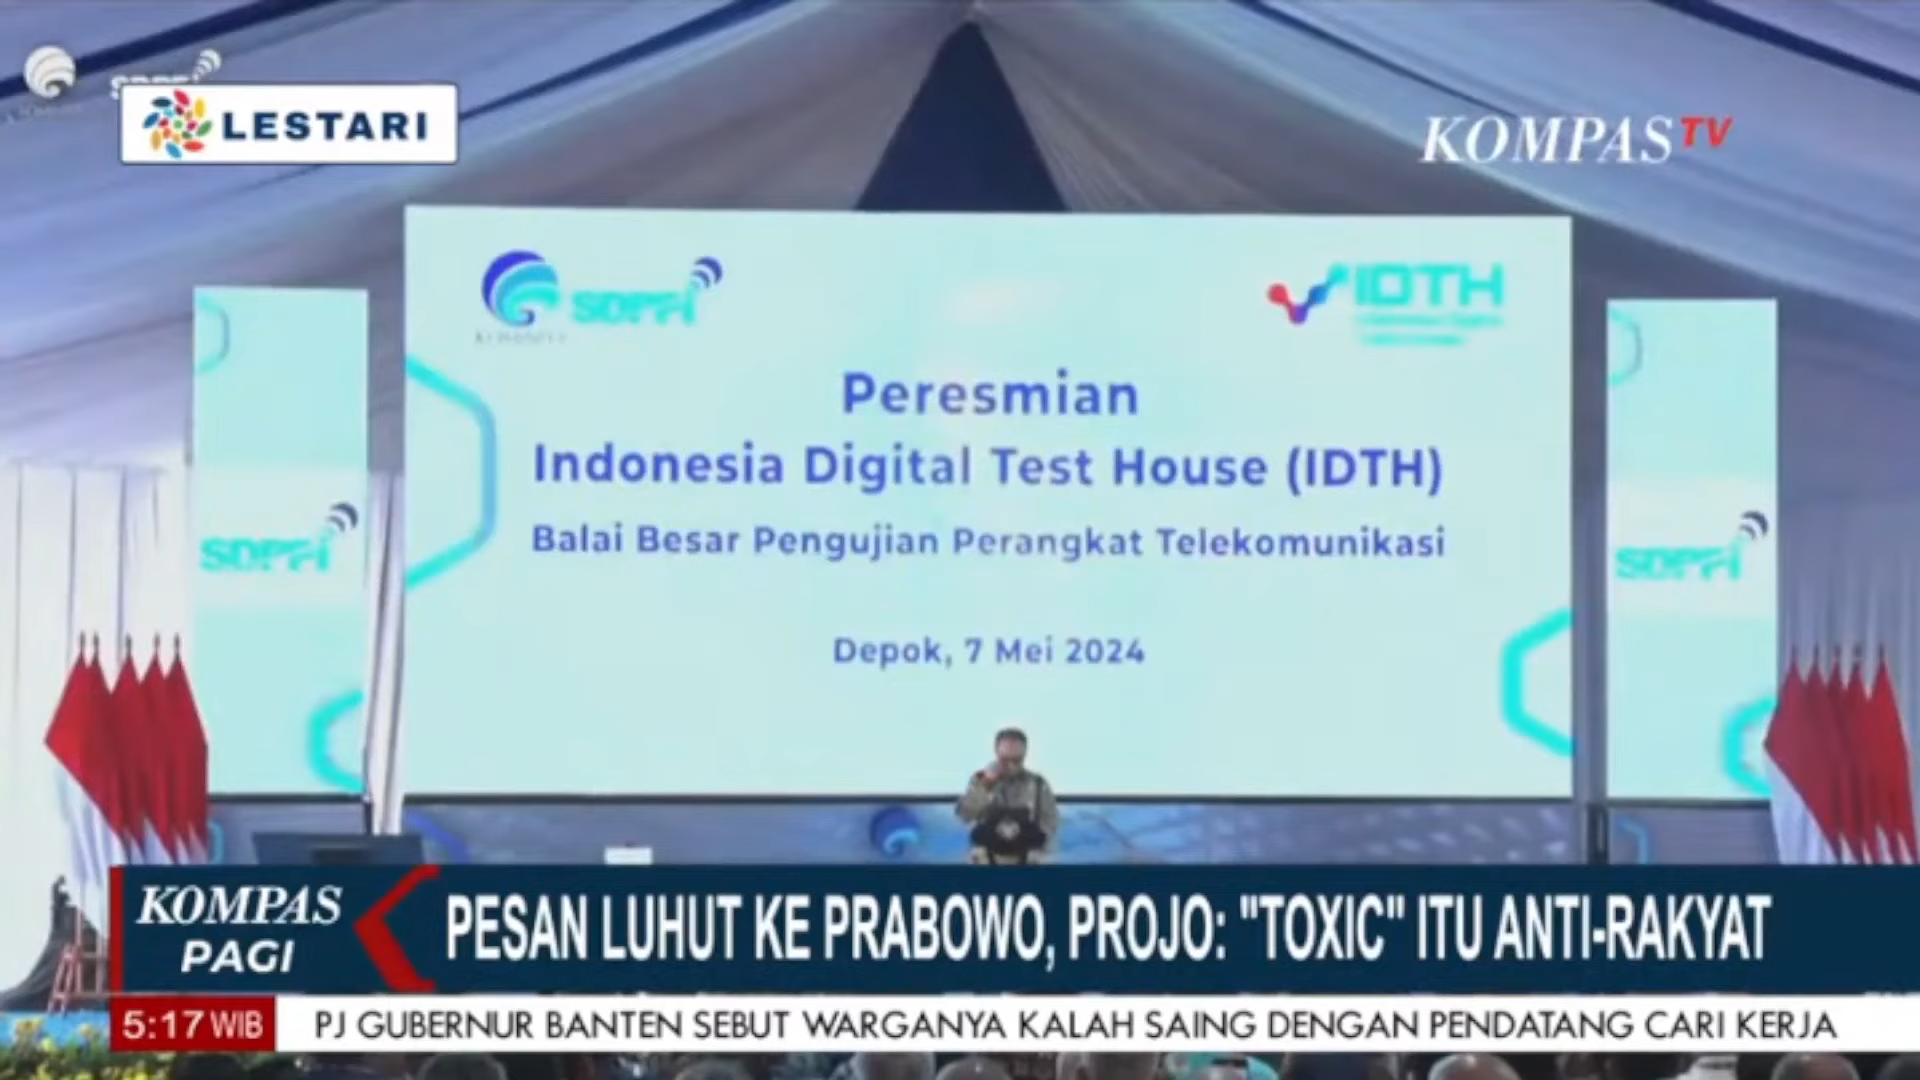 LESTARI
KOMPAS TV
SDPPI
IDTH
Peresmian
Indonesia Digital Test House (IDTH)
Balai Besar Pengujian Perangkat Telekomunikasi
Depok, 7 Mei 2024
SDPPI
SDPPI
KOMPAS PAGI
PESAN LUHUT KE PRABOWO, PROJO: "TOXIC" ITU ANTI-RAKYAT
5:17 WIB
PJ GUBERNUR BANTEN SEBUT WARGANYA KALAH SAING DENGAN PENDATANG CARI KERJA